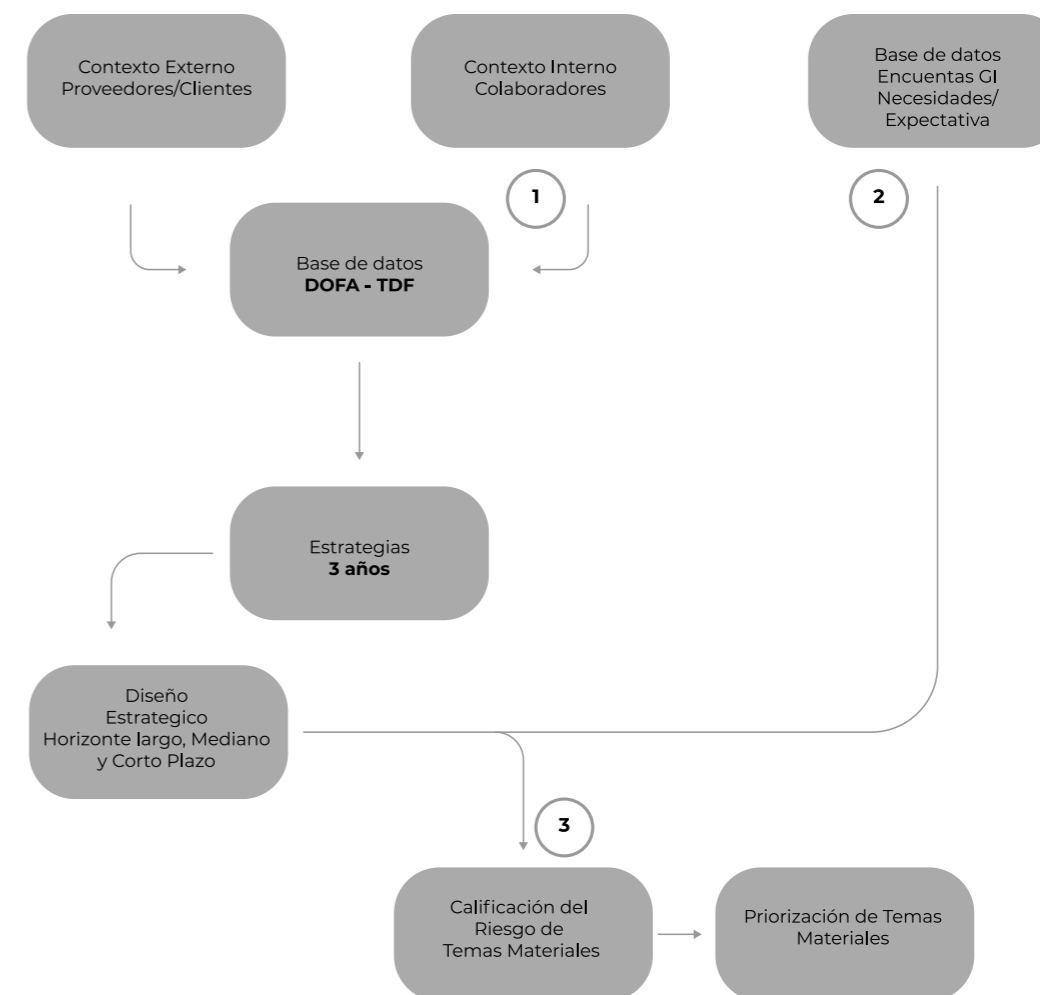 Contexto Externo
Proveedores/Clientes
Contexto Interno
Colaboradores
Base de datos
Encuentas GI
Necesidades/
Expectativa
1
2
Base de datos
DOFA - TDF
Estrategias
3 años
Diseño
Estrategico
Horizonte largo, Mediano
y Corto Plazo
3
Calificación del
Riesgo de
Temas Materiales
Priorización de Temas
Materiales